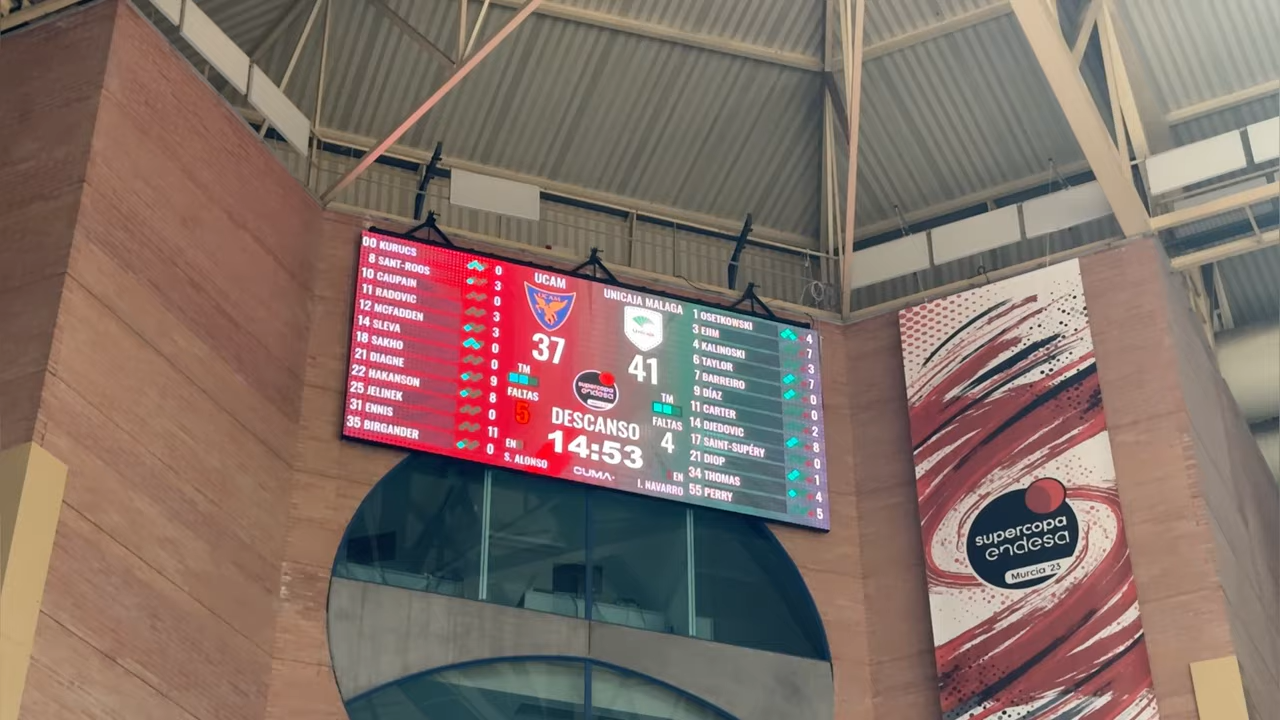 00 KURUCS 0
8 SANT-ROOS 3
10 CAUPAIN 0
11 RADOVIC 3
12 MCFADDEN 3
14 SLEVA 0
18 SAKHO 0
21 DIAGNE 9
22 HAKANSON 8
25 JELINEK 0
31 ENNIS 11
35 BIRGANDER 0
UCAM
UCAM
37
TM
FALTAS
5
EN
S. ALONSO
supercopa
endesa
DESCANSO
14:53
CUMA
UNICAJA MALAGA
Unicaja
41
TM
FALTAS
4
EN
I. NAVARRO
1 OSETKOWSKI 4
3 EJIM 7
4 KALINOSKI 3
6 TAYLOR 7
7 BARREIRO 0
9 DÍAZ 0
11 CARTER 2
14 DJEDOVIC 8
17 SAINT-SUPÉRY 0
21 DIOP 1
34 THOMAS 4
55 PERRY 5
supercopa
endesa
Murcia '23